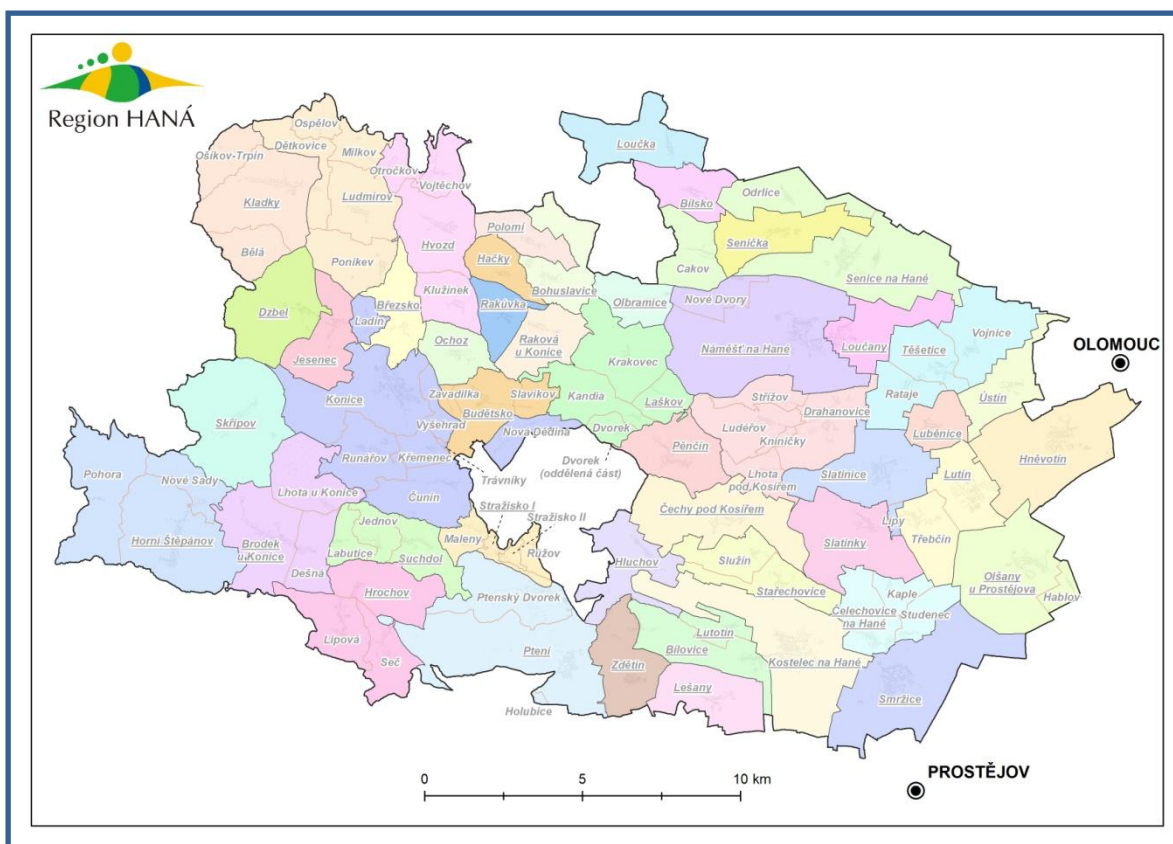 Region HANÁ
Ospělov
Dětkovice
Milkov
Ošíkov-Trpín
Otročkov
Vojtěchov
Kladky
Ludmírov
Loučka
Bílsko
Odrlice
Polomí
Senička
Hvozd
Bělá
Ponikev
Hačky
Cakov
Senice na Hané
Klužínek
Bohuslavice
Olbramice
Nové Dvory
Dzbel
Ladín
Březsko
Rakůvka
Vojnice
Ochoz
Raková
u Konice
Jesenec
Krakovec
Náměšť na Hané
Loučany
Těšetice
OLOMOUC
Konice
Zavadilka
Slavíkov
Kandia
Laškov
Střížov
Drahanovice
Rataje
Ústín
Skřípov
Vyšehrad
Budětsko
Nová Dědina
Dvorek
Ludéřov
Kníničky
Luběnice
Pěnčín
Hněvotín
Runářov
Křemenec
Dvorek
(oddělená část)
Pohora
Nové Sady
Trávníky
Lhota
pod Kosířem
Slatinice
Lutín
Lhota u Konice
Čunín
Stražisko I
Čechy pod Kosířem
Stražisko II
Lípy
Jednov
Horní Štěpánov
Brodek
u Konice
Maleny
Růžov
Slatinky
Třebčín
Labutice
Suchdol
Hluchov
Služín
Olšany
u Prostějova
Dešná
Hrochov
Ptenský Dvorek
Stařechovice
Kaple
Hablov
Čelechovice
na Hané
Studenec
Lipová
Lutotín
Seč
Ptení
Zdětín
Bílovice
Kostelec na Hané
Lešany
Smržice
Holubice
0
5
10 km
PROSTĚJOV